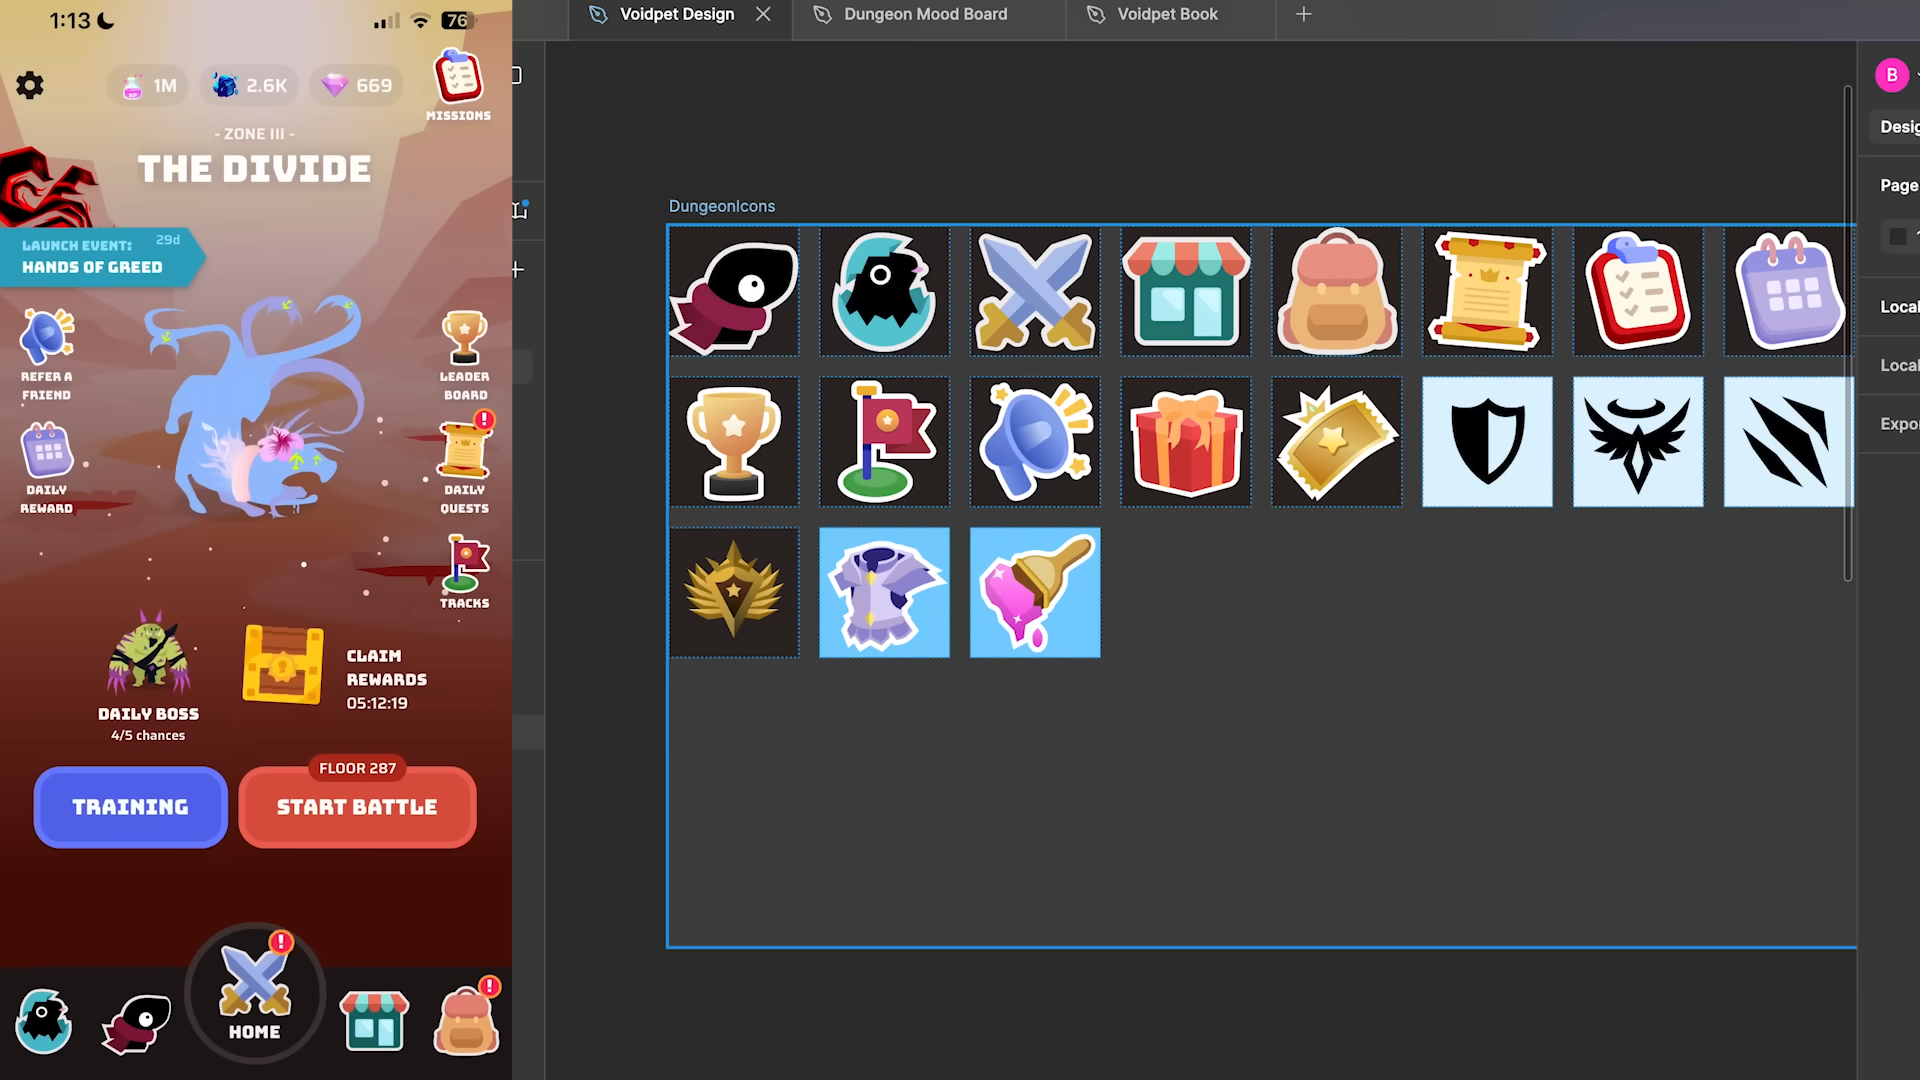 1:13
76
1M
2.6K
669
XP
MISSIONS
- ZONE III -
THE DIVIDE
LAUNCH EVENT:
29d
HANDS OF GREED
REFER A
FRIEND
LEADER
BOARD
DAILY
REWARD
DAILY
QUESTS
TRACKS
DAILY BOSS
4/5 chances
CLAIM
REWARDS
05:12:19
TRAINING
FLOOR 287
START BATTLE
HOME
Voidpet Design
Dungeon Mood Board
Voidpet Book
DungeonIcons
B
Desig
Page
Local
Local
Expor